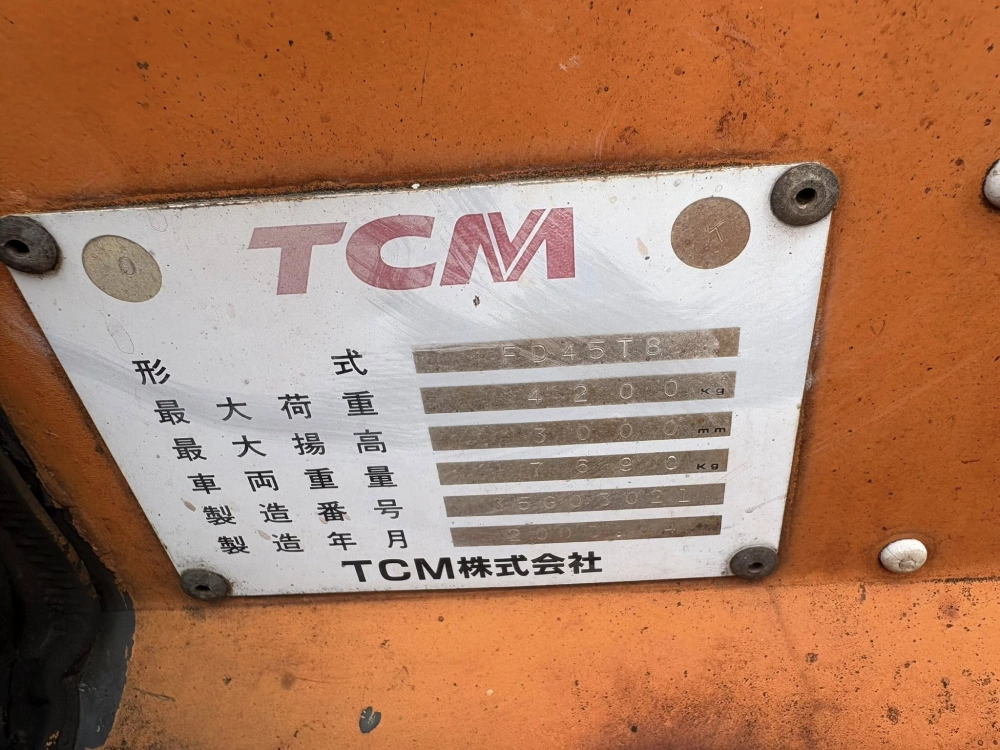 TCM
形 式 FD45T8
最大荷重 4200 Kg
最大揚高 3000 mm
車両重量 7690 Kg
製造番号
製造年月
TCM株式会社